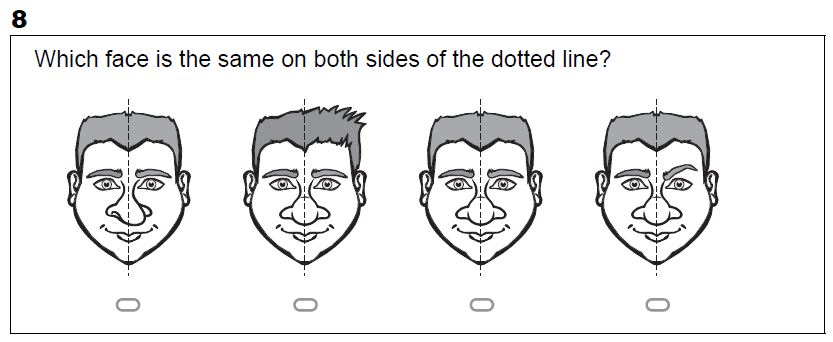 8
Which face is the same on both sides of the dotted line?